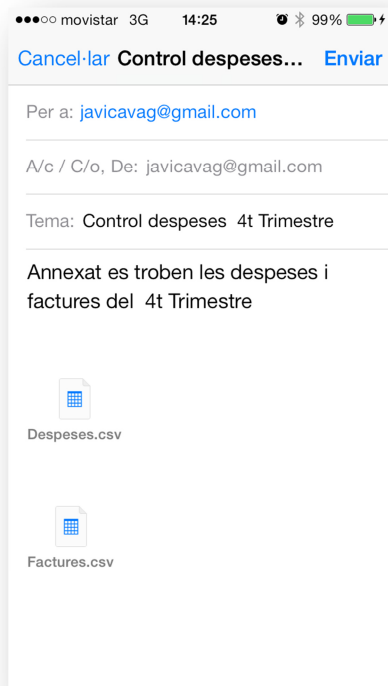 movistar 3G 14:25 99%
Cancel·lar Control despeses... Enviar
Per a: javicavag@gmail.com
A/c / C/o, De: javicavag@gmail.com
Tema: Control despeses  4t Trimestre
Annexat es troben les despeses i
factures del  4t Trimestre
Despeses.csv
Factures.csv